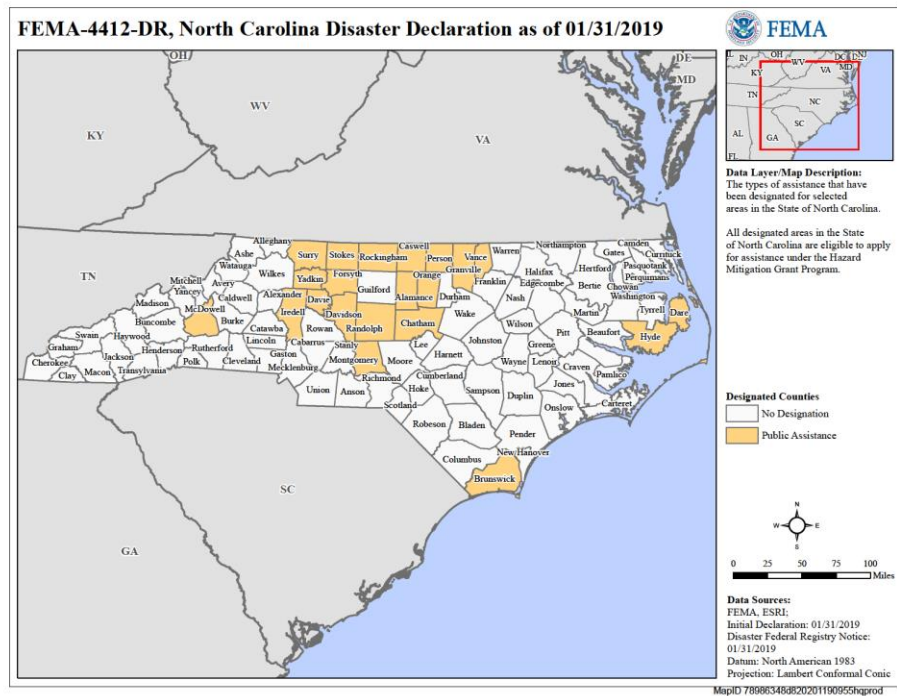 FEMA-4412-DR, North Carolina Disaster Declaration as of 01/31/2019
FEMA
OH
WV
DE
MD
KY
VA
TN
SC
GA
IN
OH
WV
DC
MD
KY
VA
TN
NC
SC
AL
GA
FL
Alleghany
Ashe
Surry
Stokes
Rockingham
Caswell
Person
Vance
Warren
Northampton
Gates
Camden
Currituck
Pasquotank
Perquimans
Hertford
Halifax
Granville
Watauga
Wilkes
Yadkin
Forsyth
Guilford
Orange
Alamance
Durham
Franklin
Edgecombe
Bertie
Chowan
Mitchell
Avery
Yancey
Caldwell
Alexander
Davie
Iredell
Davidson
Nash
Washington
Martin
Tyrrell
Dare
Madison
McDowell
Burke
Catawba
Rowan
Randolph
Chatham
Wake
Wilson
Pitt
Beaufort
Hyde
Buncombe
Haywood
Swain
Graham
Rutherford
Lincoln
Cabarrus
Stanly
Montgomery
Moore
Lee
Harnett
Johnston
Greene
Wayne
Lenoir
Craven
Pamlico
Jackson
Henderson
Polk
Cleveland
Gaston
Mecklenburg
Cherokee
Clay
Macon
Transylvania
Union
Anson
Richmond
Scotland
Hoke
Cumberland
Sampson
Duplin
Jones
Onslow
Carteret
Robeson
Bladen
Pender
New Hanover
Columbus
Brunswick
Data Layer/Map Description:
The types of assistance that have
been designated for selected
areas in the State of North Carolina.
All designated areas in the State
of North Carolina are eligible to apply
for assistance under the Hazard
Mitigation Grant Program.
Designated Counties
No Designation
Public Assistance
N
W
E
S
0 25 50 75 100
Miles
Data Sources:
FEMA, ESRI;
Initial Declaration: 01/31/2019
Disaster Federal Registry Notice:
01/31/2019
Datum: North American 1983
Projection: Lambert Conformal Conic
MapID 78986348d820201190955hqprod